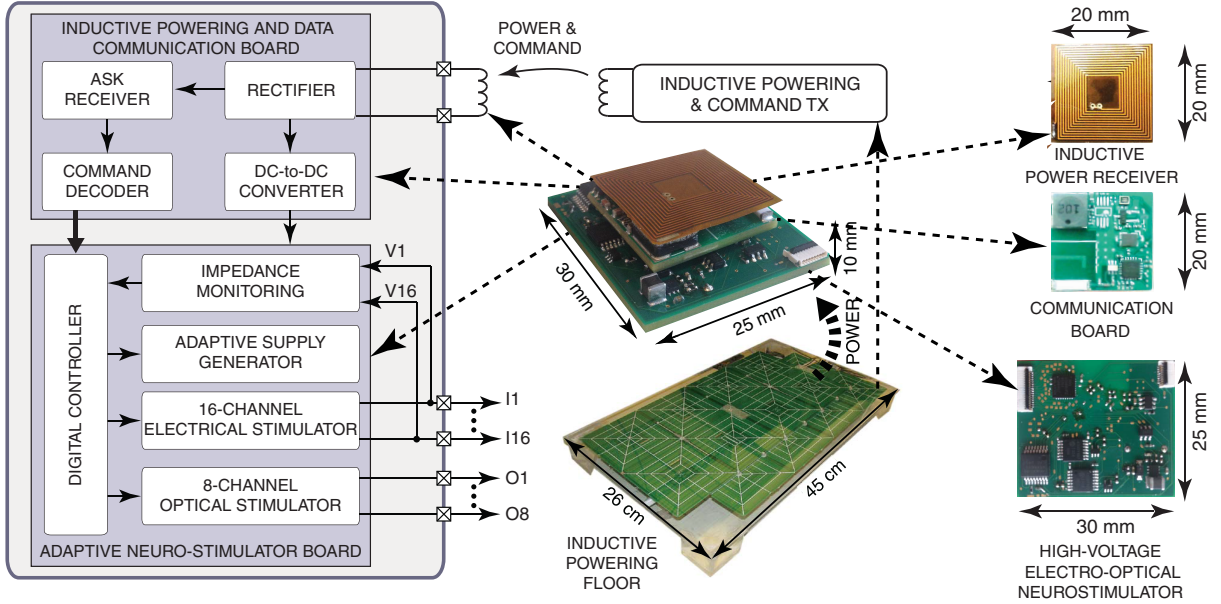 INDUCTIVE POWERING AND DATA
COMMUNICATION BOARD
ASK
RECEIVER
RECTIFIER
COMMAND
DECODER
DC-to-DC
CONVERTER
POWER &
COMMAND
INDUCTIVE POWERING
& COMMAND TX
DIGITAL CONTROLLER
IMPEDANCE
MONITORING
V1
V16
ADAPTIVE SUPPLY
GENERATOR
16-CHANNEL
ELECTRICAL STIMULATOR
I1
I16
8-CHANNEL
OPTICAL STIMULATOR
O1
O8
ADAPTIVE NEURO-STIMULATOR BOARD
30 mm
25 mm
10 mm
POWER
26 cm
45 cm
INDUCTIVE
POWERING
FLOOR
20 mm
20 mm
INDUCTIVE
POWER RECEIVER
102
20 mm
COMMUNICATION
BOARD
25 mm
30 mm
HIGH-VOLTAGE
ELECTRO-OPTICAL
NEUROSTIMULATOR